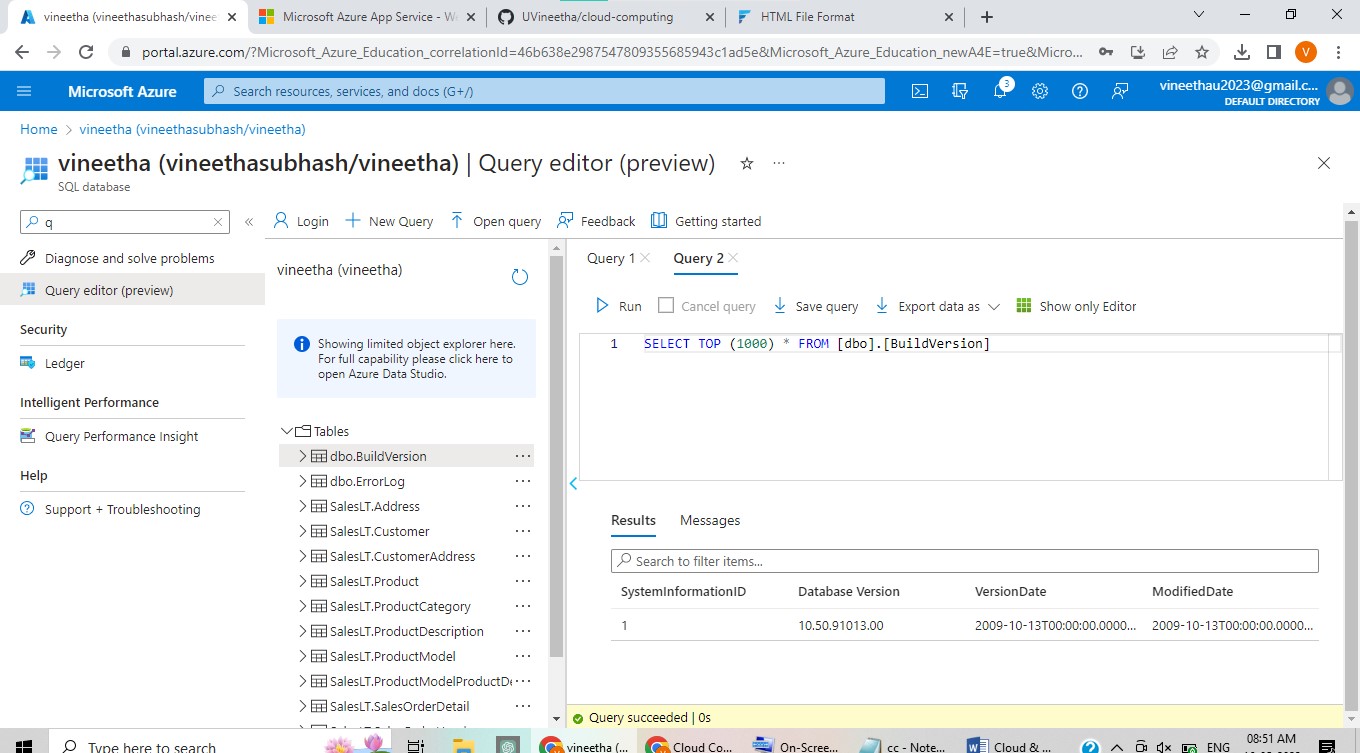 vineetha (vineethasubhash/vinee
Microsoft Azure App Service - We
UVineetha/cloud-computing
HTML File Format
portal.azure.com/?Microsoft_Azure_Education_correlationId=46b638e2987547809355685943c1ad5e&Microsoft_Azure_Education_newA4E=true&Micro...
V
Microsoft Azure
Search resources, services, and docs (G+/)
3
vineethau2023@gmail.c...
DEFAULT DIRECTORY
Home > vineetha (vineethasubhash/vineetha)
vineetha (vineethasubhash/vineetha) | Query editor (preview)
SQL database
q
Login
New Query
Open query
Feedback
Getting started
Diagnose and solve problems
Query editor (preview)
Security
Ledger
Intelligent Performance
Query Performance Insight
Help
Support + Troubleshooting
vineetha (vineetha)
Showing limited object explorer here.
For full capability please click here to
open Azure Data Studio.
Tables
dbo.BuildVersion
dbo.ErrorLog
SalesLT.Address
SalesLT.Customer
SalesLT.CustomerAddress
SalesLT.Product
SalesLT.ProductCategory
SalesLT.ProductDescription
SalesLT.ProductModel
SalesLT.ProductModelProductDe
SalesLT.SalesOrderDetail
Query 1
Query 2
Run
Cancel query
Save query
Export data as
Show only Editor
1 SELECT TOP (1000) * FROM [dbo].[BuildVersion]
Results
Messages
Search to filter items...
SystemInformationID Database Version VersionDate ModifiedDate
1 10.50.91013.00 2009-10-13T00:00:00.0000... 2009-10-13T00:00:00.0000...
Query succeeded | 0s
Type here to search
vineetha (...
Cloud Co...
On-Scree...
cc - Note...
Cloud & ...
ENG
08:51 AM